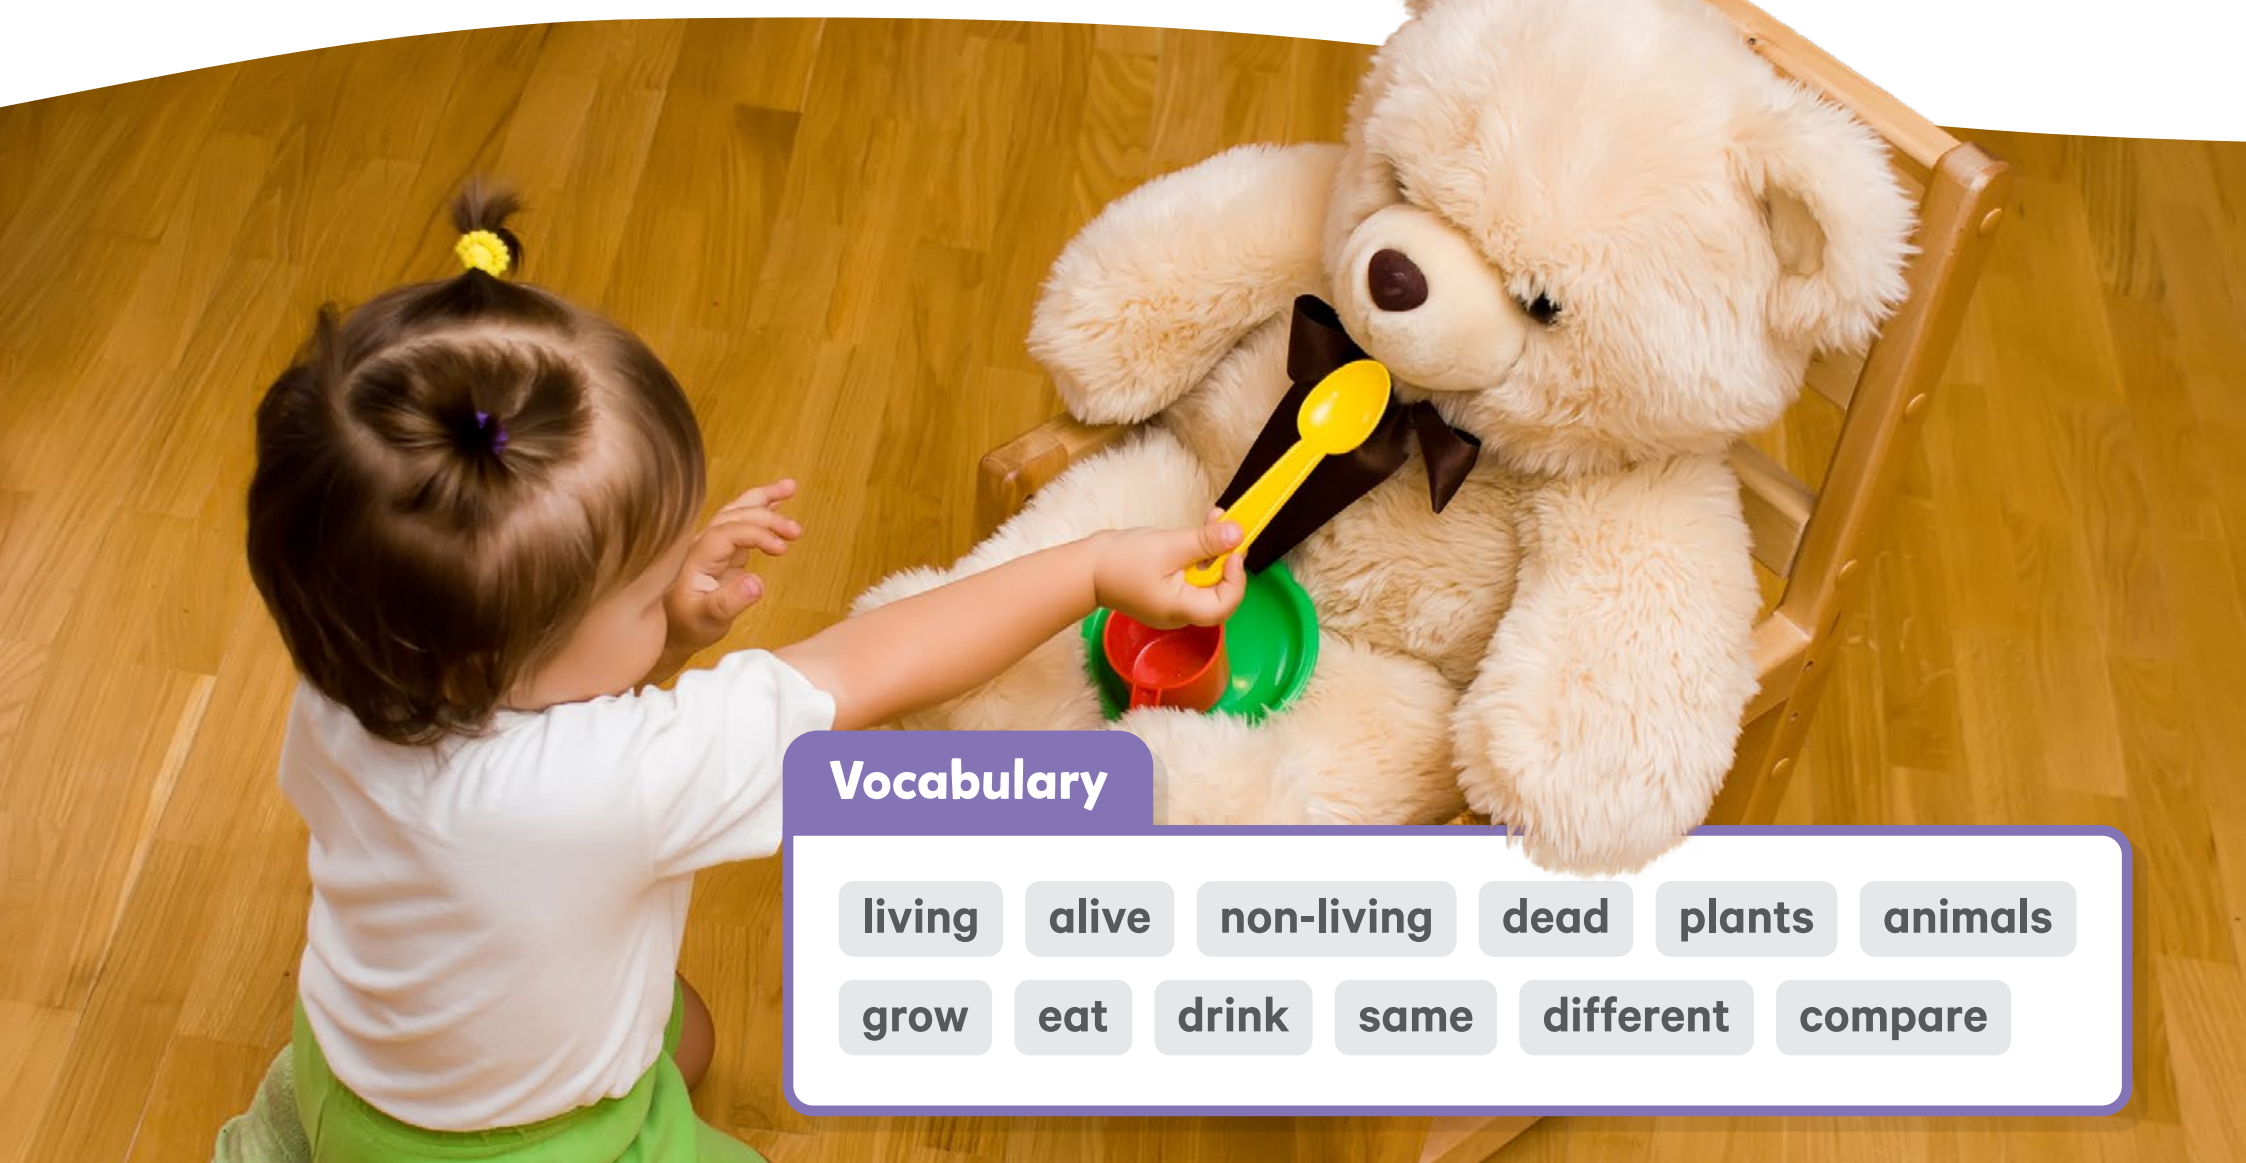 Vocabulary
living alive non-living dead plants animals
grow eat drink same different compare